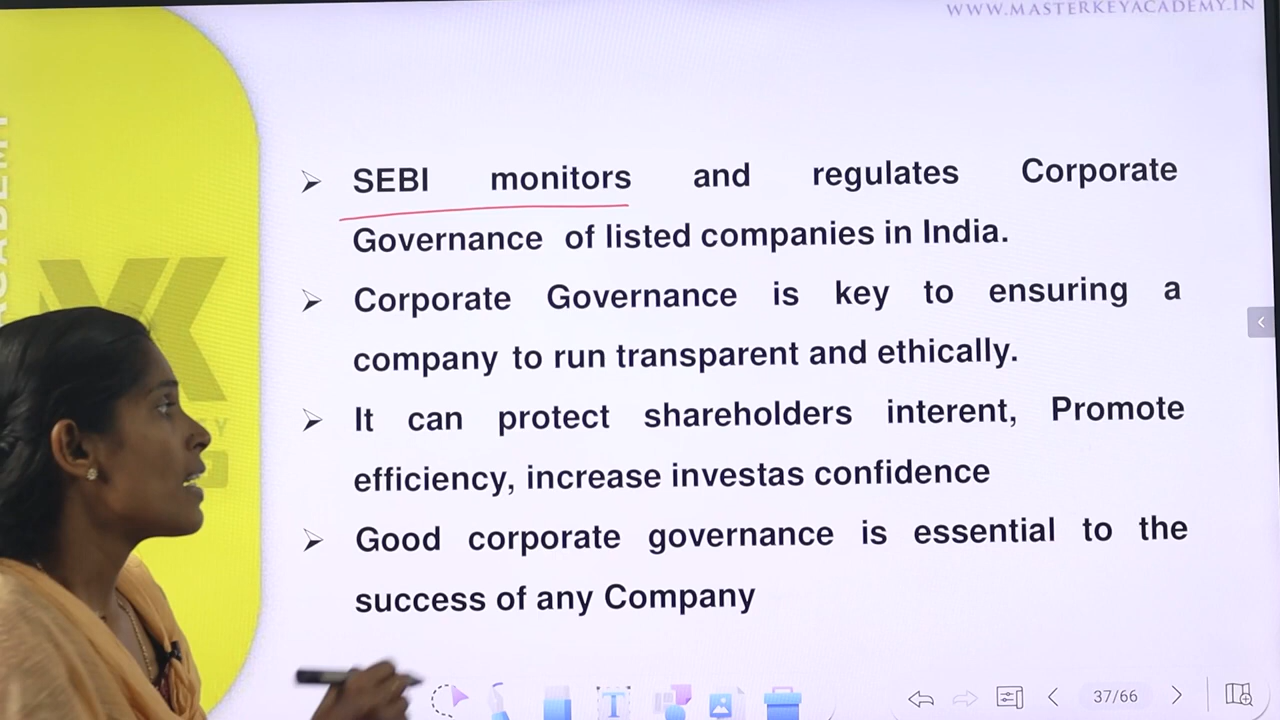 WWW.MASTERKEYACADEMY.IN
SEBI monitors and regulates Corporate
Governance of listed companies in India.
Corporate Governance is key to ensuring a
company to run transparent and ethically.
It can protect shareholders interent, Promote
efficiency, increase investas confidence
Good corporate governance is essential to the
success of any Company
ACADEMY
T
37/66